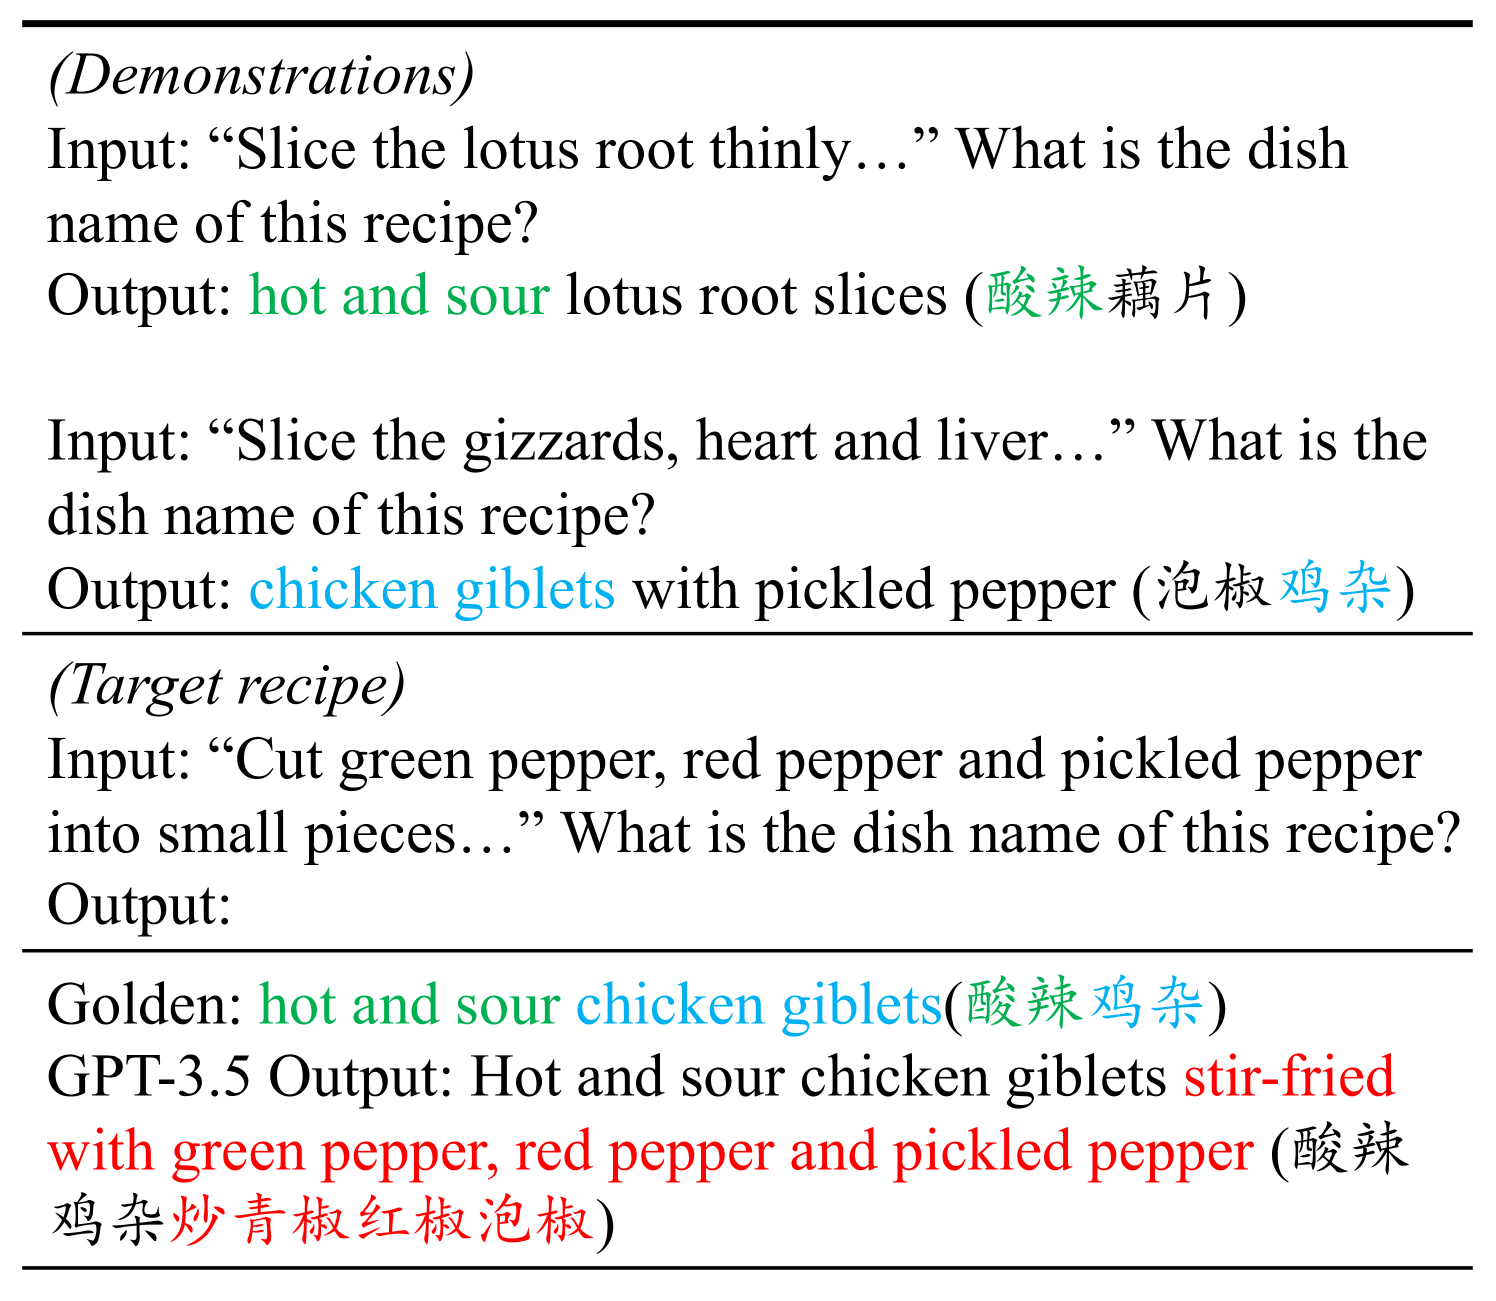 (Demonstrations)
Input: “Slice the lotus root thinly…” What is the dish
name of this recipe?
Output: hot and sour lotus root slices (酸辣藕片)
Input: “Slice the gizzards, heart and liver…” What is the
dish name of this recipe?
Output: chicken giblets with pickled pepper (泡椒鸡杂)
(Target recipe)
Input: “Cut green pepper, red pepper and pickled pepper
into small pieces…” What is the dish name of this recipe?
Output:
Golden: hot and sour chicken giblets(酸辣鸡杂)
GPT-3.5 Output: Hot and sour chicken giblets stir-fried
with green pepper, red pepper and pickled pepper (酸辣
鸡杂炒青椒红椒泡椒)